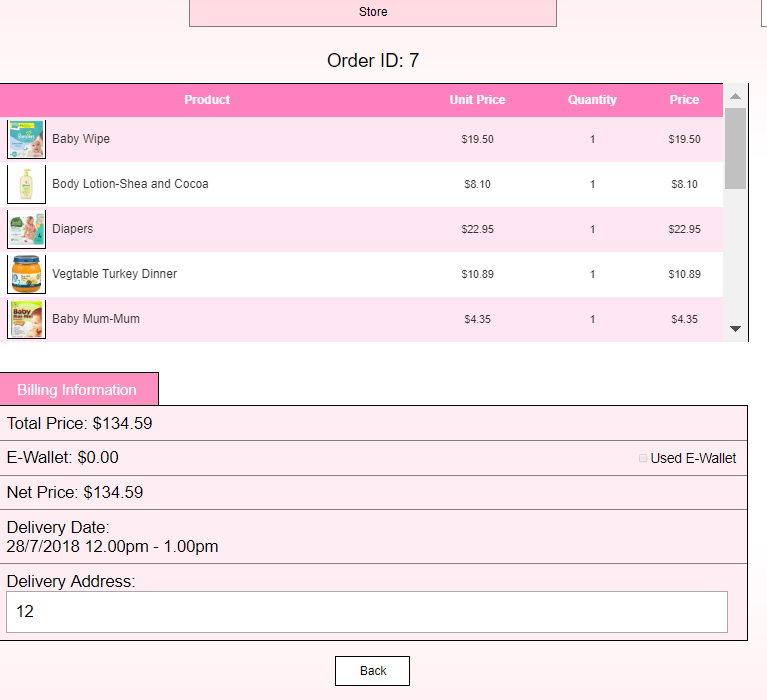 Store
Order ID: 7
Product Unit Price Quantity Price
Baby Wipe $19.50 1 $19.50
Body Lotion-Shea and Cocoa $8.10 1 $8.10
Diapers $22.95 1 $22.95
Vegtable Turkey Dinner $10.89 1 $10.89
Baby Mum-Mum $4.35 1 $4.35
Billing Information
Total Price: $134.59
E-Wallet: $0.00 Used E-Wallet
Net Price: $134.59
Delivery Date:
28/7/2018 12.00pm - 1.00pm
Delivery Address:
12
Back